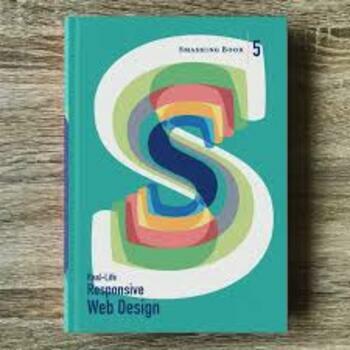 SMASHING BOOK 5
S
Real-Life
Responsive
Web Design